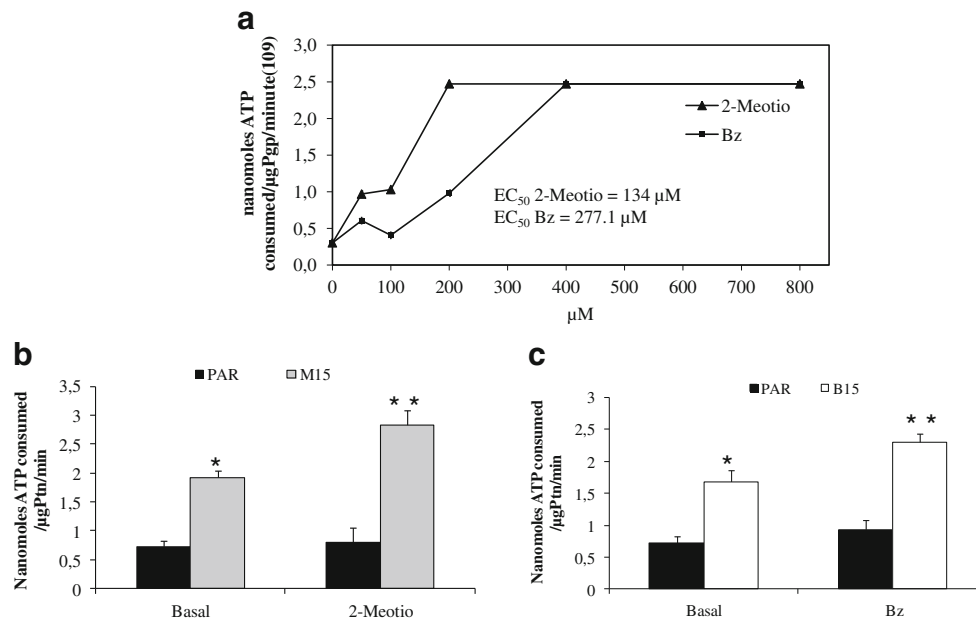 a
nanomoles ATP
consumed/µgPgp/minute(109)
3,0
2,5
2,0
1,5
1,0
0,5
0,0
2-Meotio
Bz
EC50 2-Meotio = 134 µM
EC50 Bz = 277.1 µM
0 100 200 300 400 500 600 700 800
µM
b
PAR M15
Nanomoles ATP consumed
/µgPtn/min
3,5
3
2,5
2
1,5
1
0,5
0
*
* *
Basal 2-Meotio
c
PAR B15
Nanomoles ATP consumed
/µgPtn/min
3
2,5
2
1,5
1
0,5
0
*
* *
Basal Bz